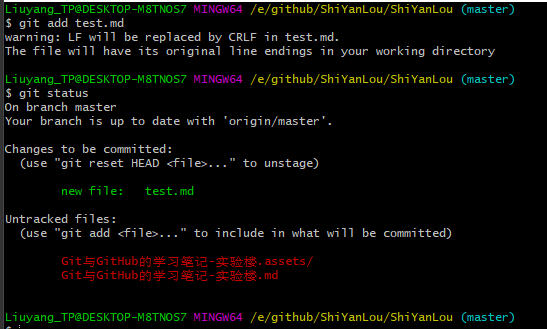 Liuyang_TP@DESKTOP-M8TNOS7 MINGW64 /e/github/ShiYanLou/ShiYanLou (master)
$ git add test.md
warning: LF will be replaced by CRLF in test.md.
The file will have its original line endings in your working directory
Liuyang_TP@DESKTOP-M8TNOS7 MINGW64 /e/github/ShiYanLou/ShiYanLou (master)
$ git status
On branch master
Your branch is up to date with 'origin/master'.
Changes to be committed:
(use "git reset HEAD <file>..." to unstage)
new file: test.md
Untracked files:
(use "git add <file>..." to include in what will be committed)
Git与GitHub的学习笔记-实验楼.assets/
Git与GitHub的学习笔记-实验楼.md
Liuyang_TP@DESKTOP-M8TNOS7 MINGW64 /e/github/ShiYanLou/ShiYanLou (master)
$